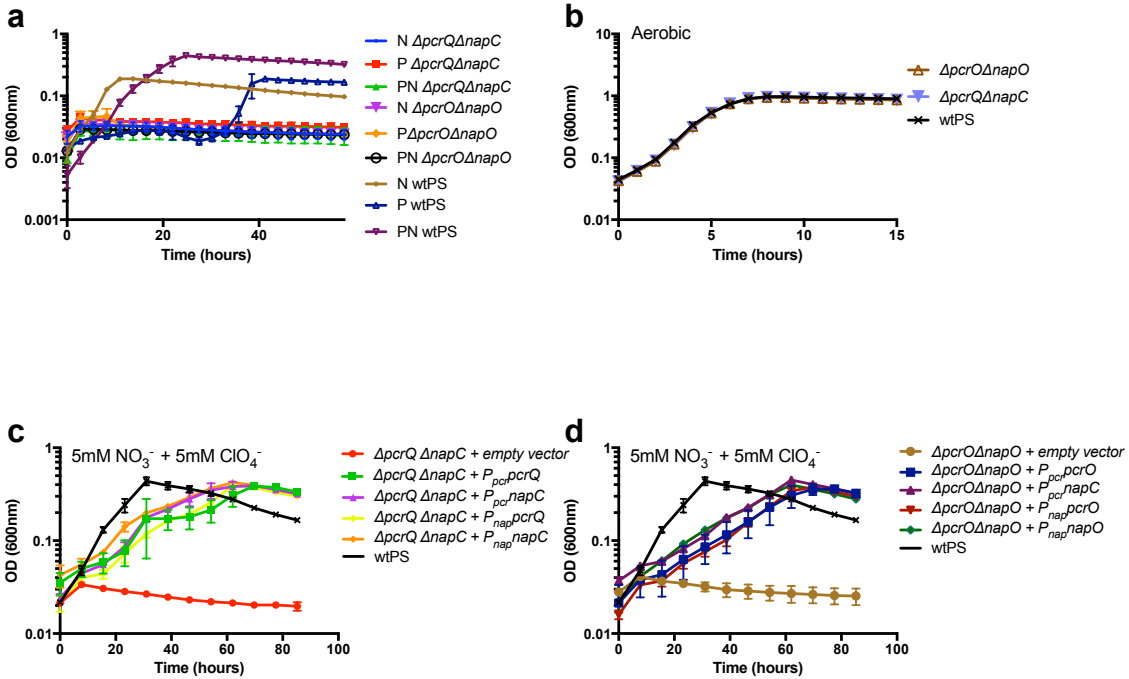 a
OD (600nm)
1
0.1
0.01
0.001
0
20
40
Time (hours)
N ΔpcrQΔnapC
P ΔpcrQΔnapC
PN ΔpcrQΔnapC
N ΔpcrOΔnapO
PΔpcrOΔnapO
PN ΔpcrOΔnapO
N wtPS
P wtPS
PN wtPS
b
Aerobic
OD (600nm)
10
1
0.1
0.01
0
5
10
15
Time (hours)
ΔpcrOΔnapO
ΔpcrQΔnapC
wtPS
c
5mM NO₃⁻ + 5mM ClO₄⁻
OD (600nm)
1
0.1
0.01
0
20
40
60
80
100
Time (hours)
ΔpcrQ ΔnapC + empty vector
ΔpcrQ ΔnapC + PpcrpcrQ
ΔpcrQ ΔnapC + PpcrnapC
ΔpcrQ ΔnapC + PnappcrQ
ΔpcrQ ΔnapC + PnapnapC
wtPS
d
5mM NO₃⁻ + 5mM ClO₄⁻
OD (600nm)
1
0.1
0.01
0
20
40
60
80
100
Time (hours)
ΔpcrOΔnapO + empty vector
ΔpcrOΔnapO + PpcrpcrO
ΔpcrOΔnapO + PpcrnapC
ΔpcrOΔnapO + PnappcrO
ΔpcrOΔnapO + PnapnapO
wtPS